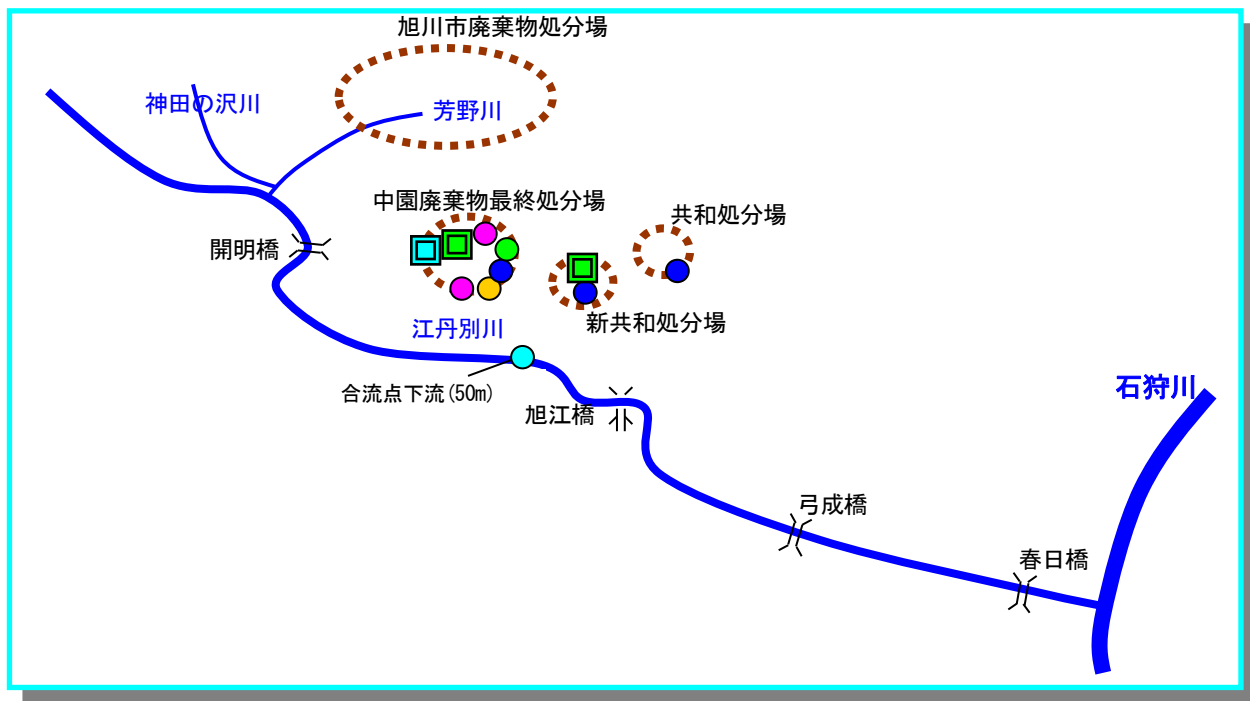 旭川市廃棄物処分場
神田の沢川
芳野川
中園廃棄物最終処分場
共和処分場
開明橋
新共和処分場
江丹別川
合流点下流(50m)
旭江橋
石狩川
弓成橋
春日橋